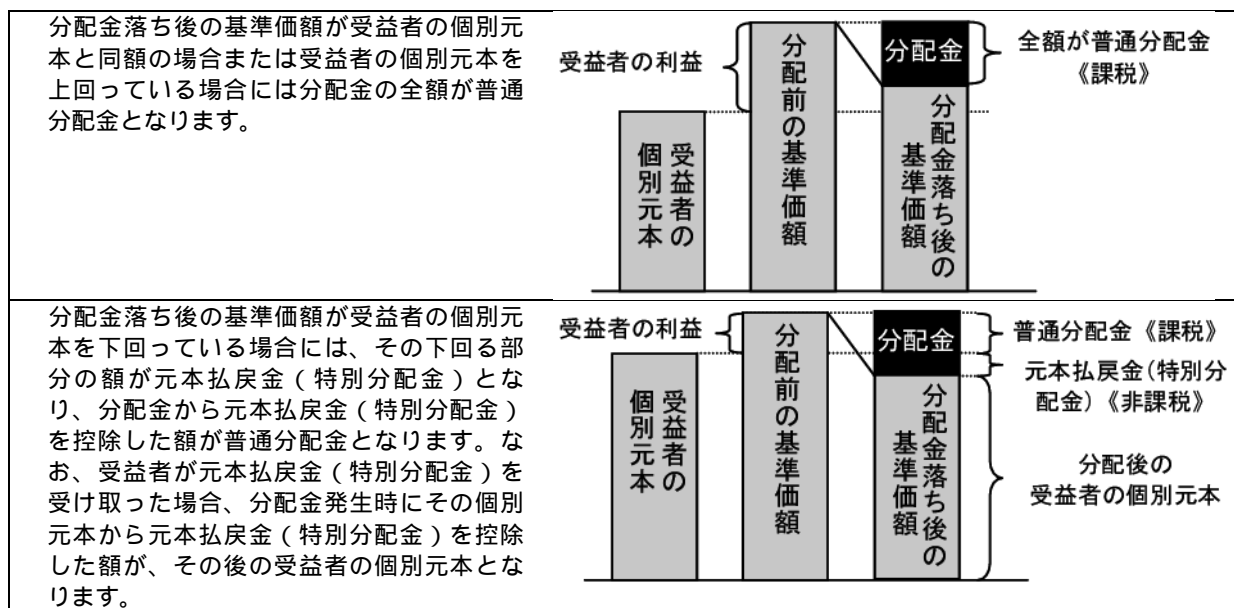 分配金落ち後の基準価額が受益者の個別元
本と同額の場合または受益者の個別元本を
上回っている場合には分配金の全額が普通
分配金となります。
受益者の利益
受益者の
個別元本
分配前の基準価額
分配金
分配金落ち後の
基準価額
全額が普通分配金
《課税》
分配金落ち後の基準価額が受益者の個別元
本を下回っている場合には、その下回る部
分の額が元本払戻金（特別分配金）とな
り、分配金から元本払戻金（特別分配金）
を控除した額が普通分配金となります。な
お、受益者が元本払戻金（特別分配金）を
受け取った場合、分配金発生時にその個別
元本から元本払戻金（特別分配金）を控除
した額が、その後の受益者の個別元本とな
ります。
受益者の利益
受益者の
個別元本
分配前の基準価額
分配金
分配金落ち後の
基準価額
普通分配金《課税》
元本払戻金(特別分
配金)《非課税》
分配後の
受益者の個別元本